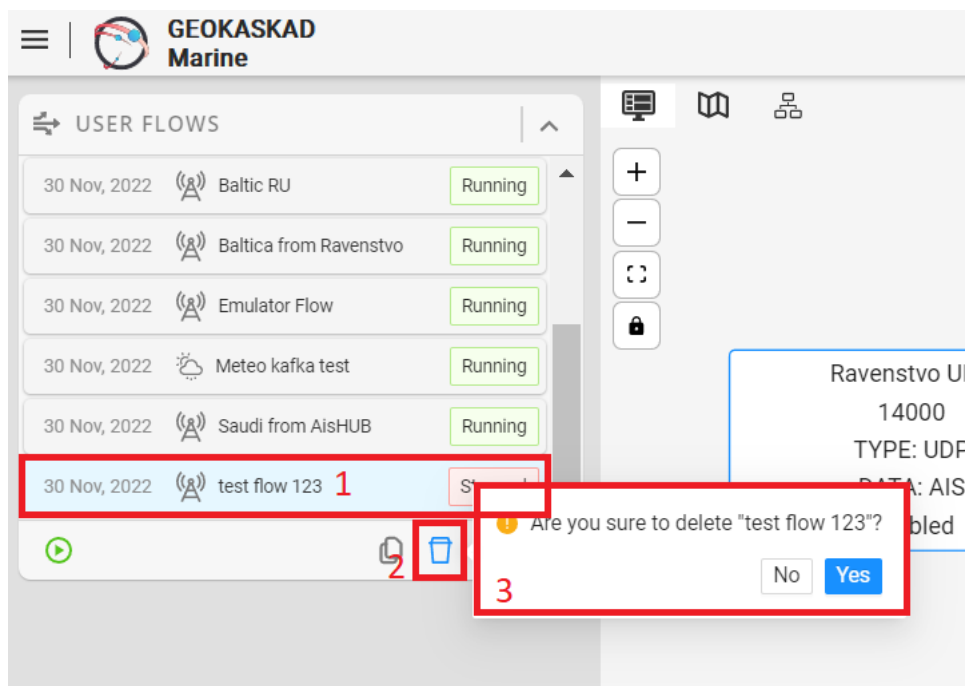 GEOKASKAD
Marine
USER FLOWS
30 Nov, 2022 Baltic RU Running
30 Nov, 2022 Baltica from Ravenstvo Running
30 Nov, 2022 Emulator Flow Running
30 Nov, 2022 Meteo kafka test Running
30 Nov, 2022 Saudi from AisHUB Running
30 Nov, 2022 test flow 123 1
2
Are you sure to delete "test flow 123"?
No Yes
3
Ravenstvo
14000
TYPE: UDP
AIS